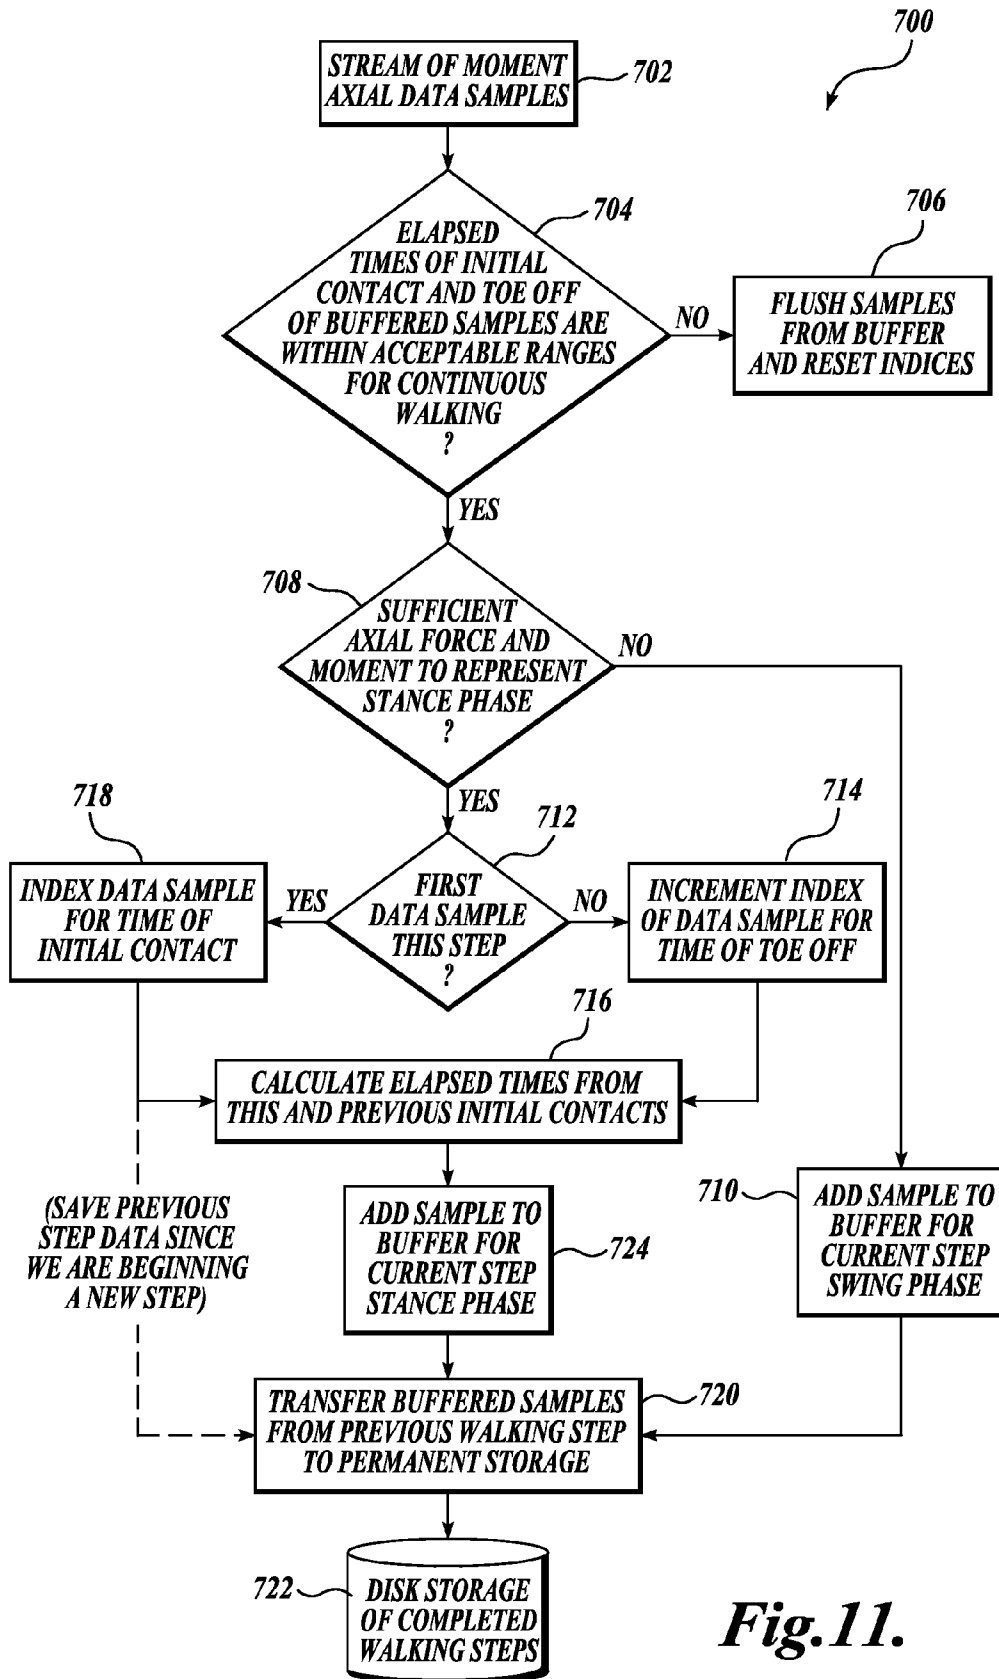 700
STREAM OF MOMENT
AXIAL DATA SAMPLES
702
704
ELAPSED
TIMES OF INITIAL
CONTACT AND TOE OFF
OF BUFFERED SAMPLES ARE
WITHIN ACCEPTABLE RANGES
FOR CONTINUOUS
WALKING
?
NO
706
FLUSH SAMPLES
FROM BUFFER
AND RESET INDICES
YES
708
SUFFICIENT
AXIAL FORCE AND
MOMENT TO REPRESENT
STANCE PHASE
?
NO
YES
712
FIRST
DATA SAMPLE
THIS STEP
?
YES
NO
718
INDEX DATA SAMPLE
FOR TIME OF
INITIAL CONTACT
714
INCREMENT INDEX
OF DATA SAMPLE FOR
TIME OF TOE OFF
716
CALCULATE ELAPSED TIMES FROM
THIS AND PREVIOUS INITIAL CONTACTS
(SAVE PREVIOUS
STEP DATA SINCE
WE ARE BEGINNING
A NEW STEP)
ADD SAMPLE TO
BUFFER FOR
CURRENT STEP
STANCE PHASE
724
710
ADD SAMPLE TO
BUFFER FOR
CURRENT STEP
SWING PHASE
TRANSFER BUFFERED SAMPLES
FROM PREVIOUS WALKING STEP
TO PERMANENT STORAGE
720
722
DISK STORAGE
OF COMPLETED
WALKING STEPS
Fig.11.